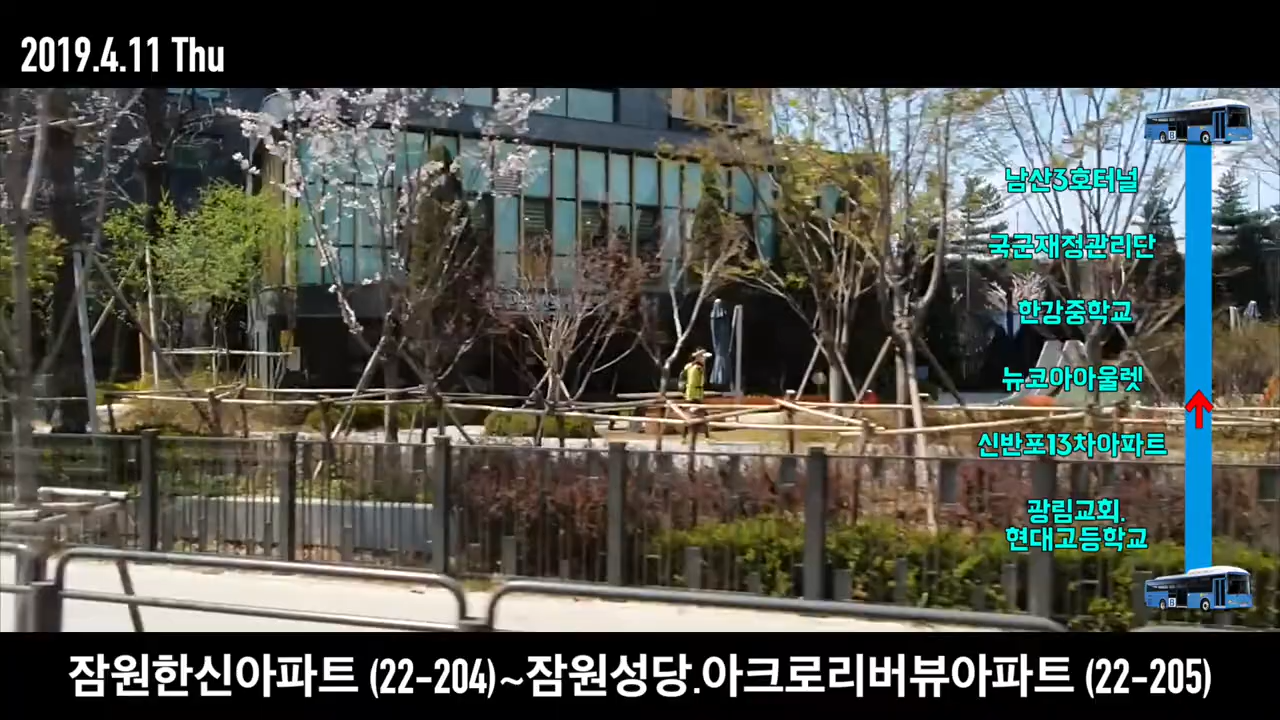 2019.4.11 Thu
남산3호터널
국군재정관리단
한강중학교
뉴코아아울렛
신반포13차아파트
광림교회.
현대고등학교
잠원한신아파트 (22-204)~잠원성당.아크로리버뷰아파트 (22-205)